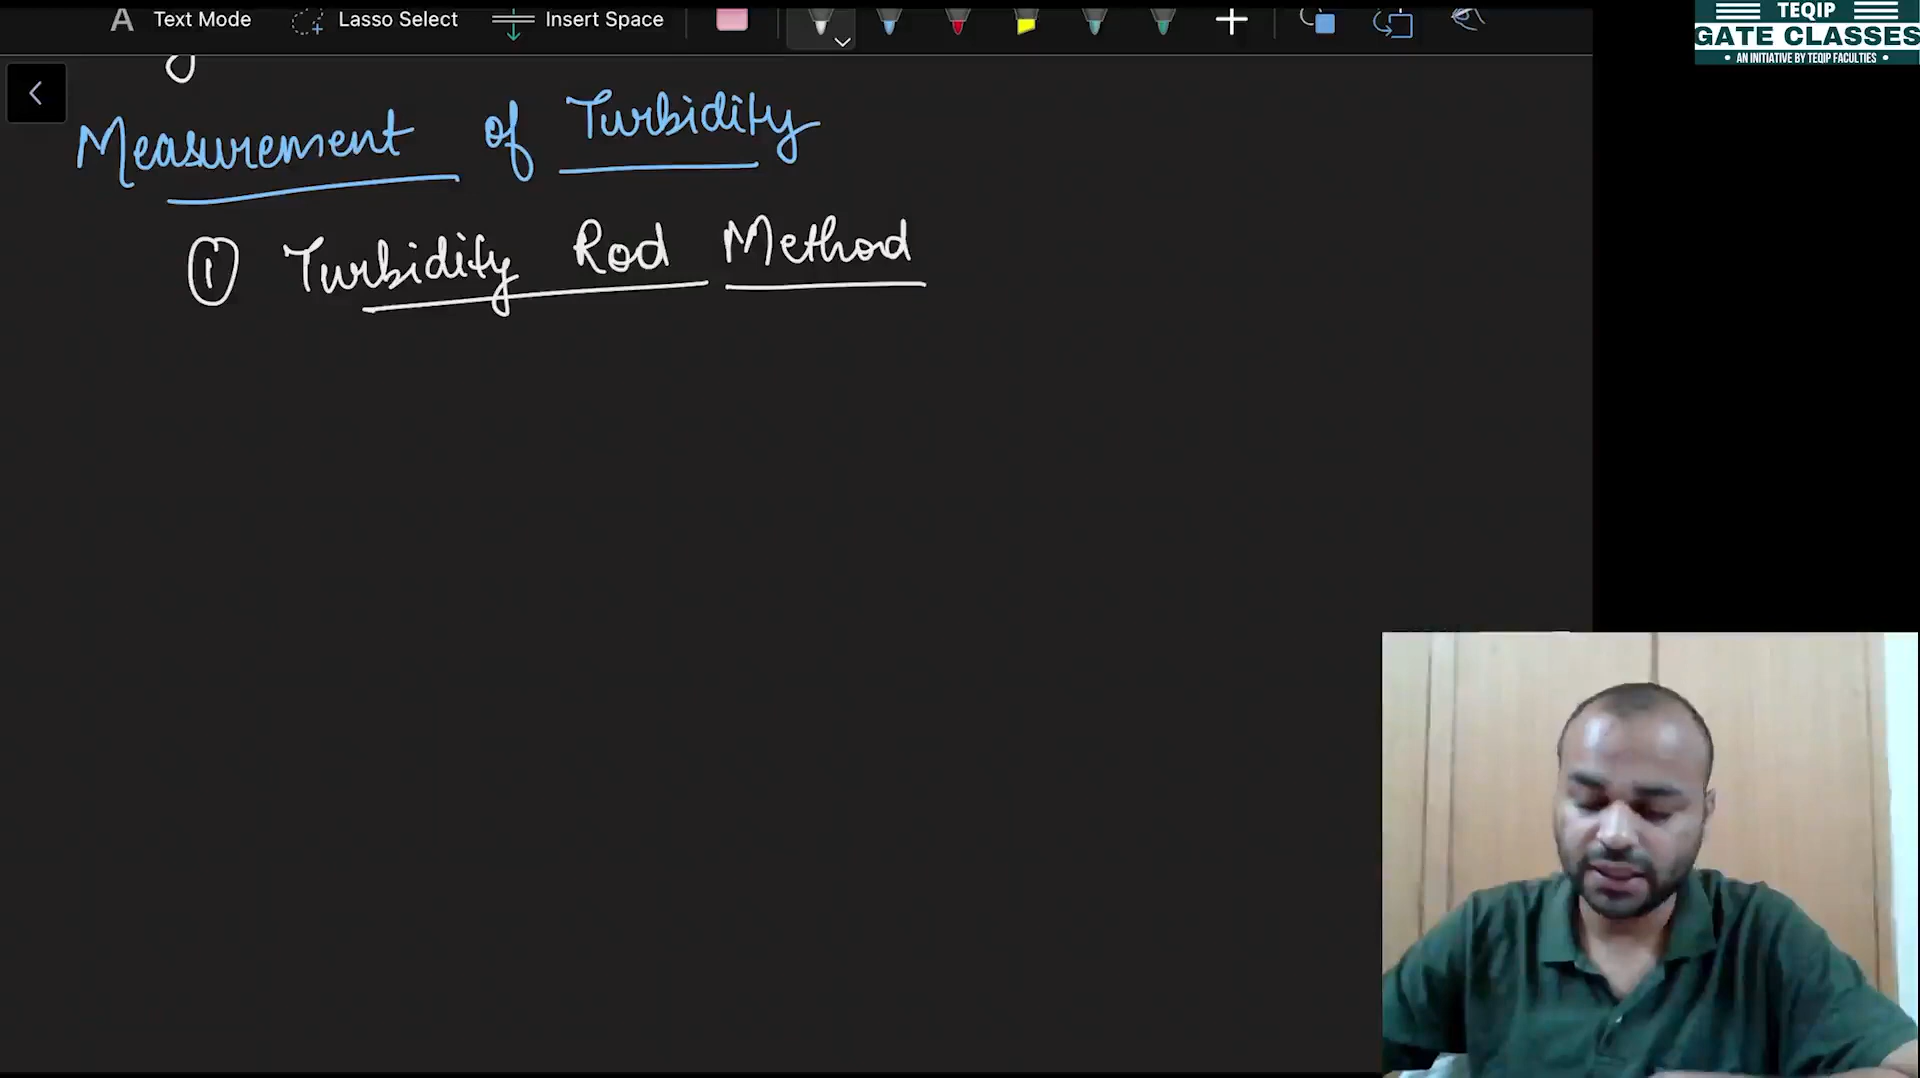 Text Mode Lasso Select Insert Space
TEQIP
GATE CLASSES
• AN INITIATIVE BY TEQIP FACULTIES •
Measurement of Turbidity
① Turbidity Rod Method